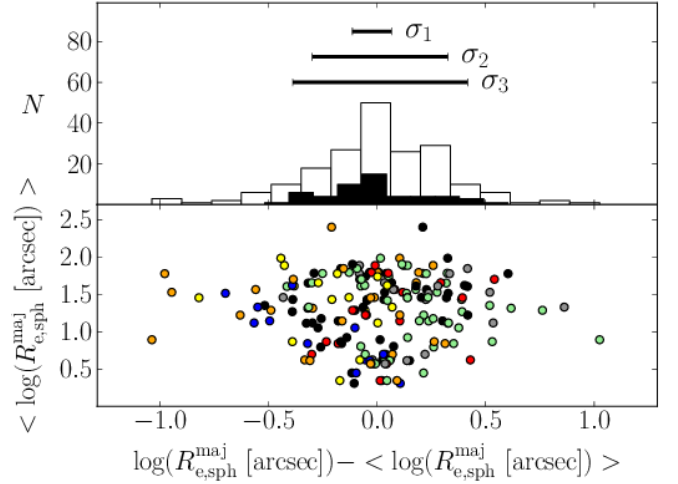 80
60
40
20
N
σ₁
σ₂
σ₃
2.5
2.0
1.5
1.0
0.5
< log(R^maj_e,sph [arcsec]) >
−1.0 −0.5 0.0 0.5 1.0
log(R^maj_e,sph [arcsec])− < log(R^maj_e,sph [arcsec]) >